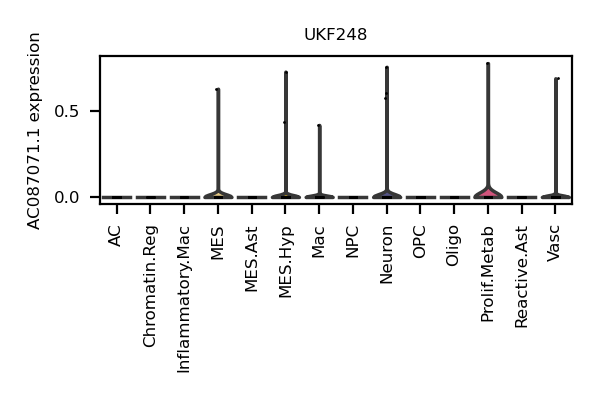 UKF248
AC087071.1 expression
0.5
0.0
AC
Chromatin.Reg
Inflammatory.Mac
MES
MES.Ast
MES.Hyp
Mac
NPC
Neuron
OPC
Oligo
Prolif.Metab
Reactive.Ast
Vasc